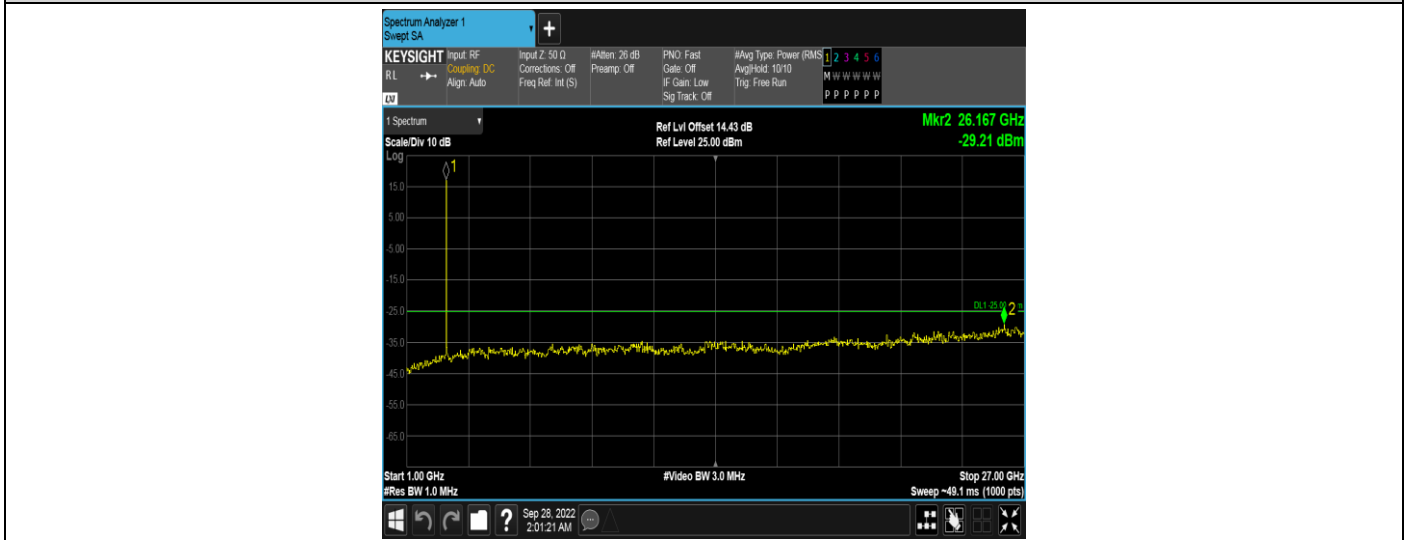 Spectrum Analyzer 1
Swept SA
+
KEYSIGHT
RL
LXI
Input: RF
Coupling: DC
Align: Auto
Input Z: 50 Ω
Corrections: Off
Freq Ref: Int (S)
#Atten: 26 dB
Preamp: Off
PNO: Fast
Gate: Off
IF Gain: Low
Sig Track: Off
#Avg Type: Power (RMS
Avg|Hold: 10/10
Trig: Free Run
1 2 3 4 5 6
M W W W W W
P P P P P P
1 Spectrum
Scale/Div 10 dB
Log
Ref Lvl Offset 14.43 dB
Ref Level 25.00 dBm
Mkr2 26.167 GHz
-29.21 dBm
1
15.0
5.00
-5.00
-15.0
-25.0
DL1 -25.00
2
-35.0
-45.0
-55.0
-65.0
Start 1.00 GHz
#Res BW 1.0 MHz
#Video BW 3.0 MHz
Stop 27.00 GHz
Sweep ~49.1 ms (1000 pts)
?
Sep 28, 2022
2:01:21 AM